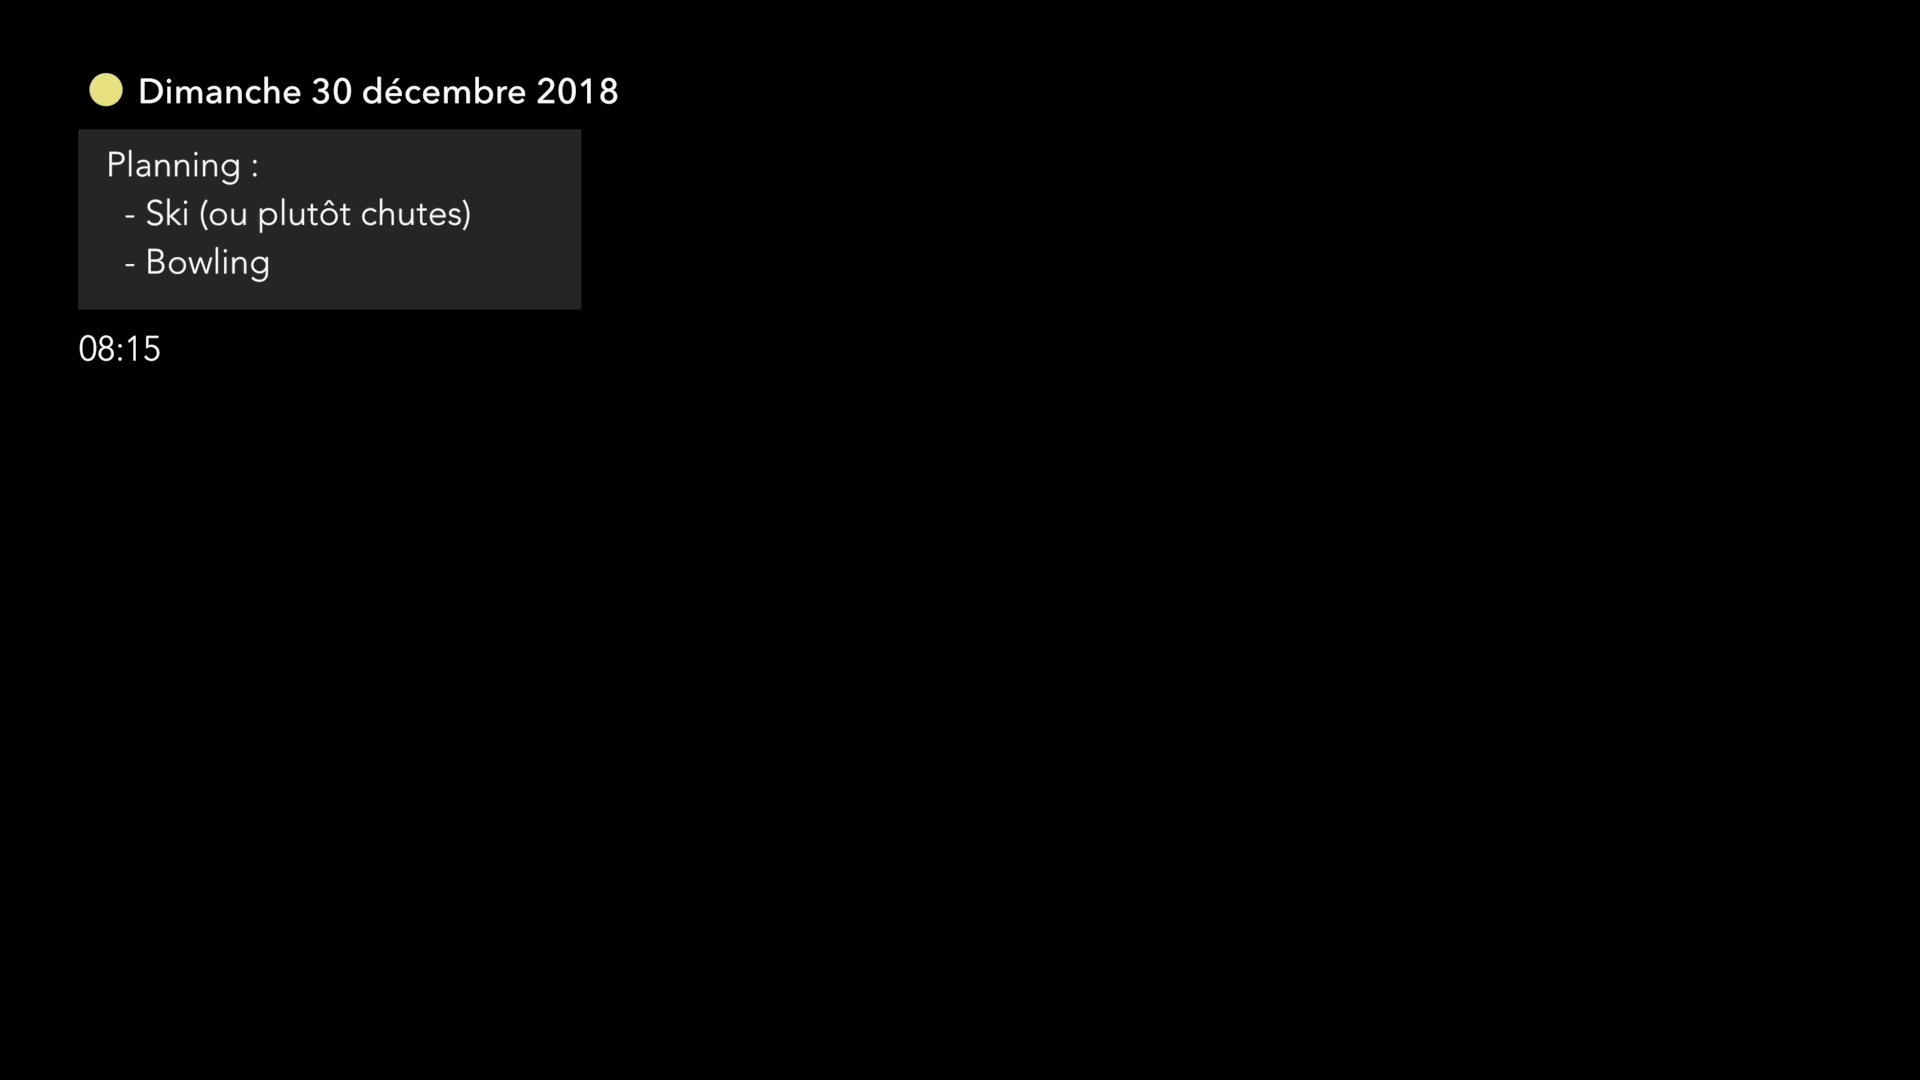 Dimanche 30 décembre 2018
Planning :
- Ski (ou plutôt chutes)
- Bowling
08:15